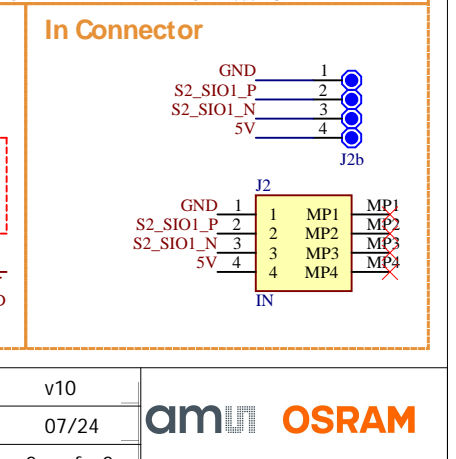 In Connector
GND 1
S2_SIO1_P 2
S2_SIO1_N 3
5V 4
J2b
J2
GND 1 1 MP1 MP1
S2_SIO1_P 2 2 MP2 MP2
S2_SIO1_N 3 3 MP3 MP3
5V 4 4 MP4 MP4
IN
v10
07/24
am OSRAM